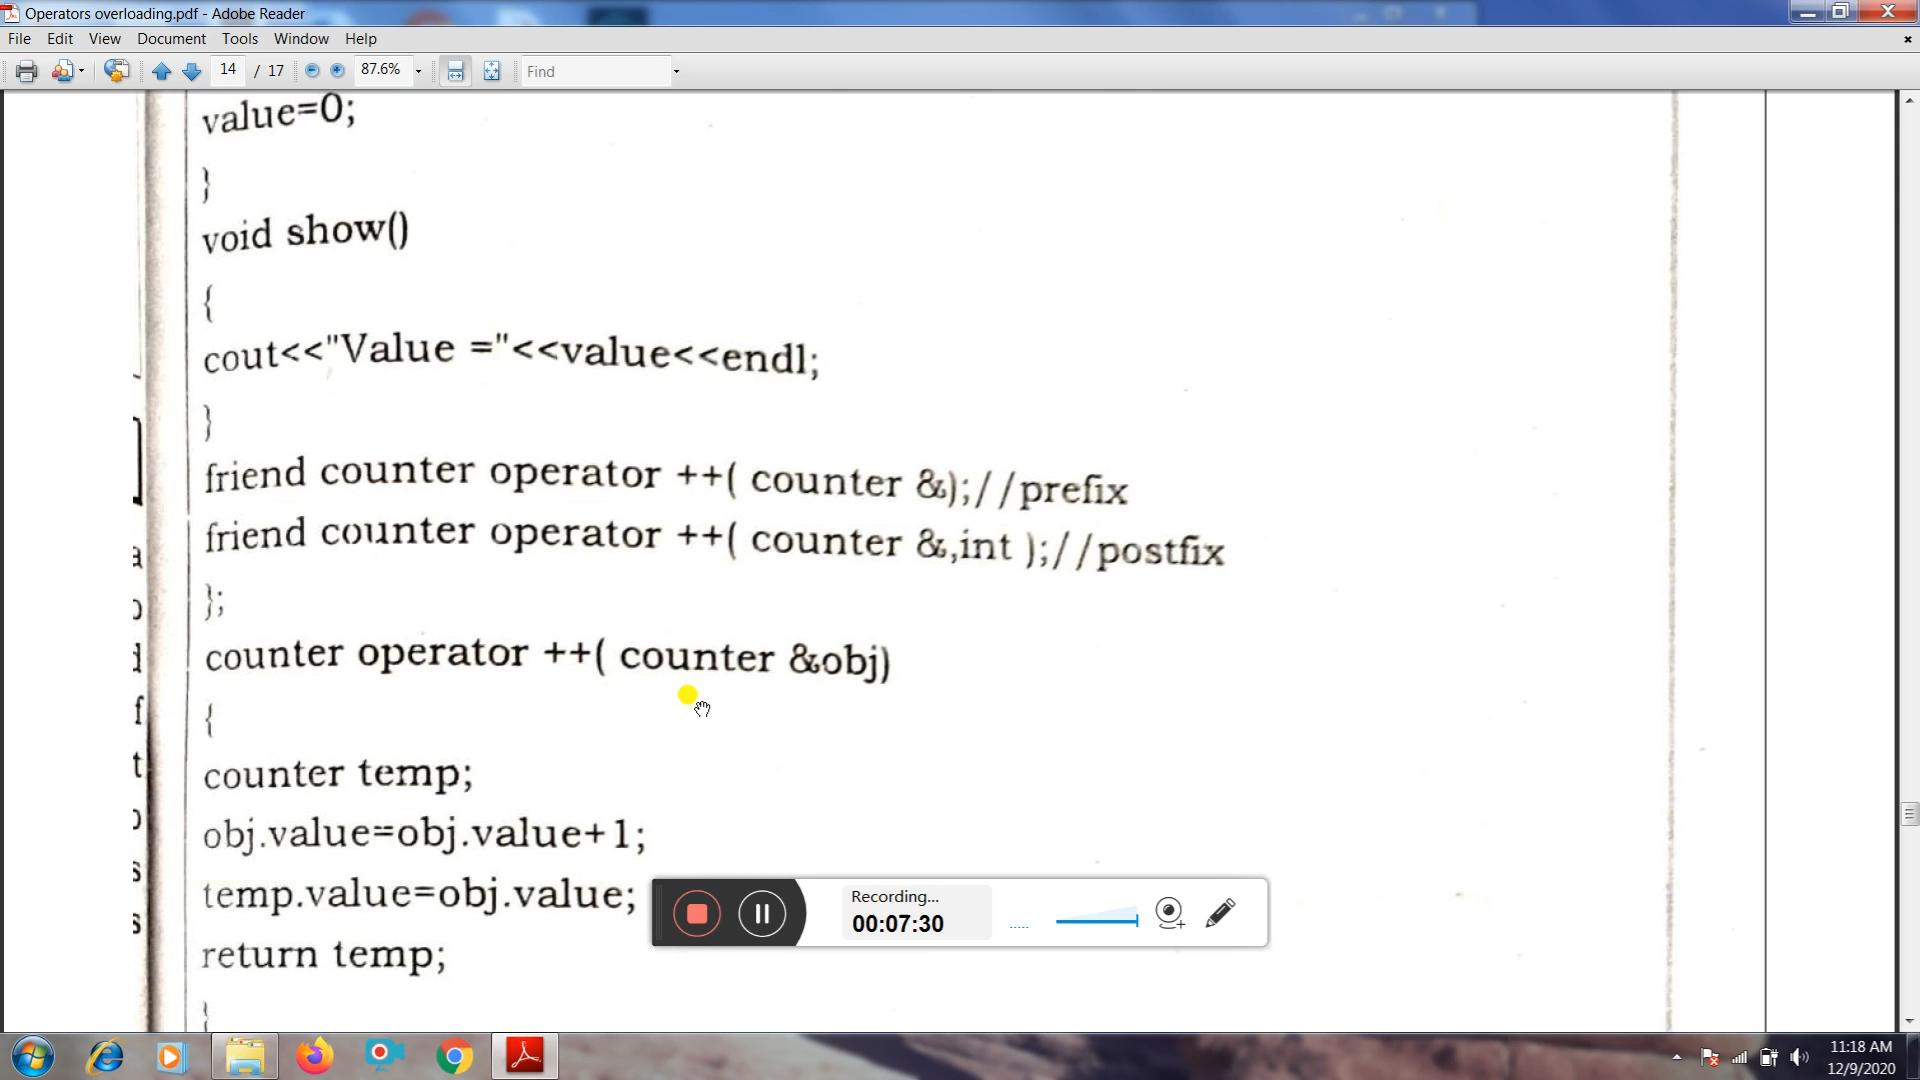 Operators overloading.pdf - Adobe Reader
File Edit View Document Tools Window Help
14 / 17 87.6% Find
value=0;
}
void show()
{
cout<<"Value ="<<value<<endl;
}
friend counter operator ++( counter &);//prefix
friend counter operator ++( counter &,int );//postfix
};
counter operator ++( counter &obj)
{
counter temp;
obj.value=obj.value+1;
temp.value=obj.value;
return temp;
}
Recording...
00:07:30
11:18 AM
12/9/2020